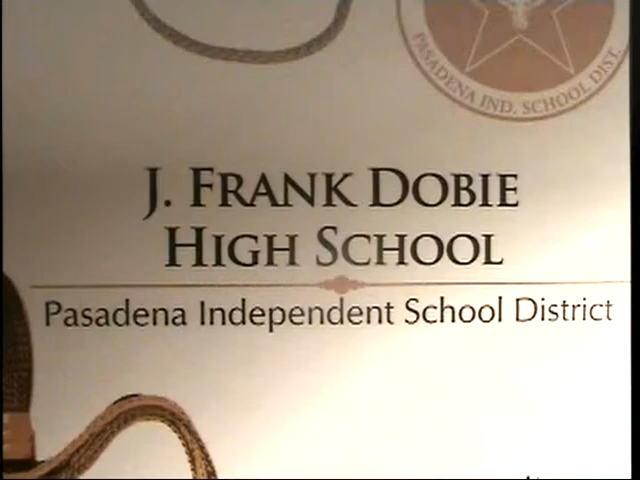 PASADENA IND. SCHOOL DIST.
J. FRANK DOBIE
HIGH SCHOOL
Pasadena Independent School District